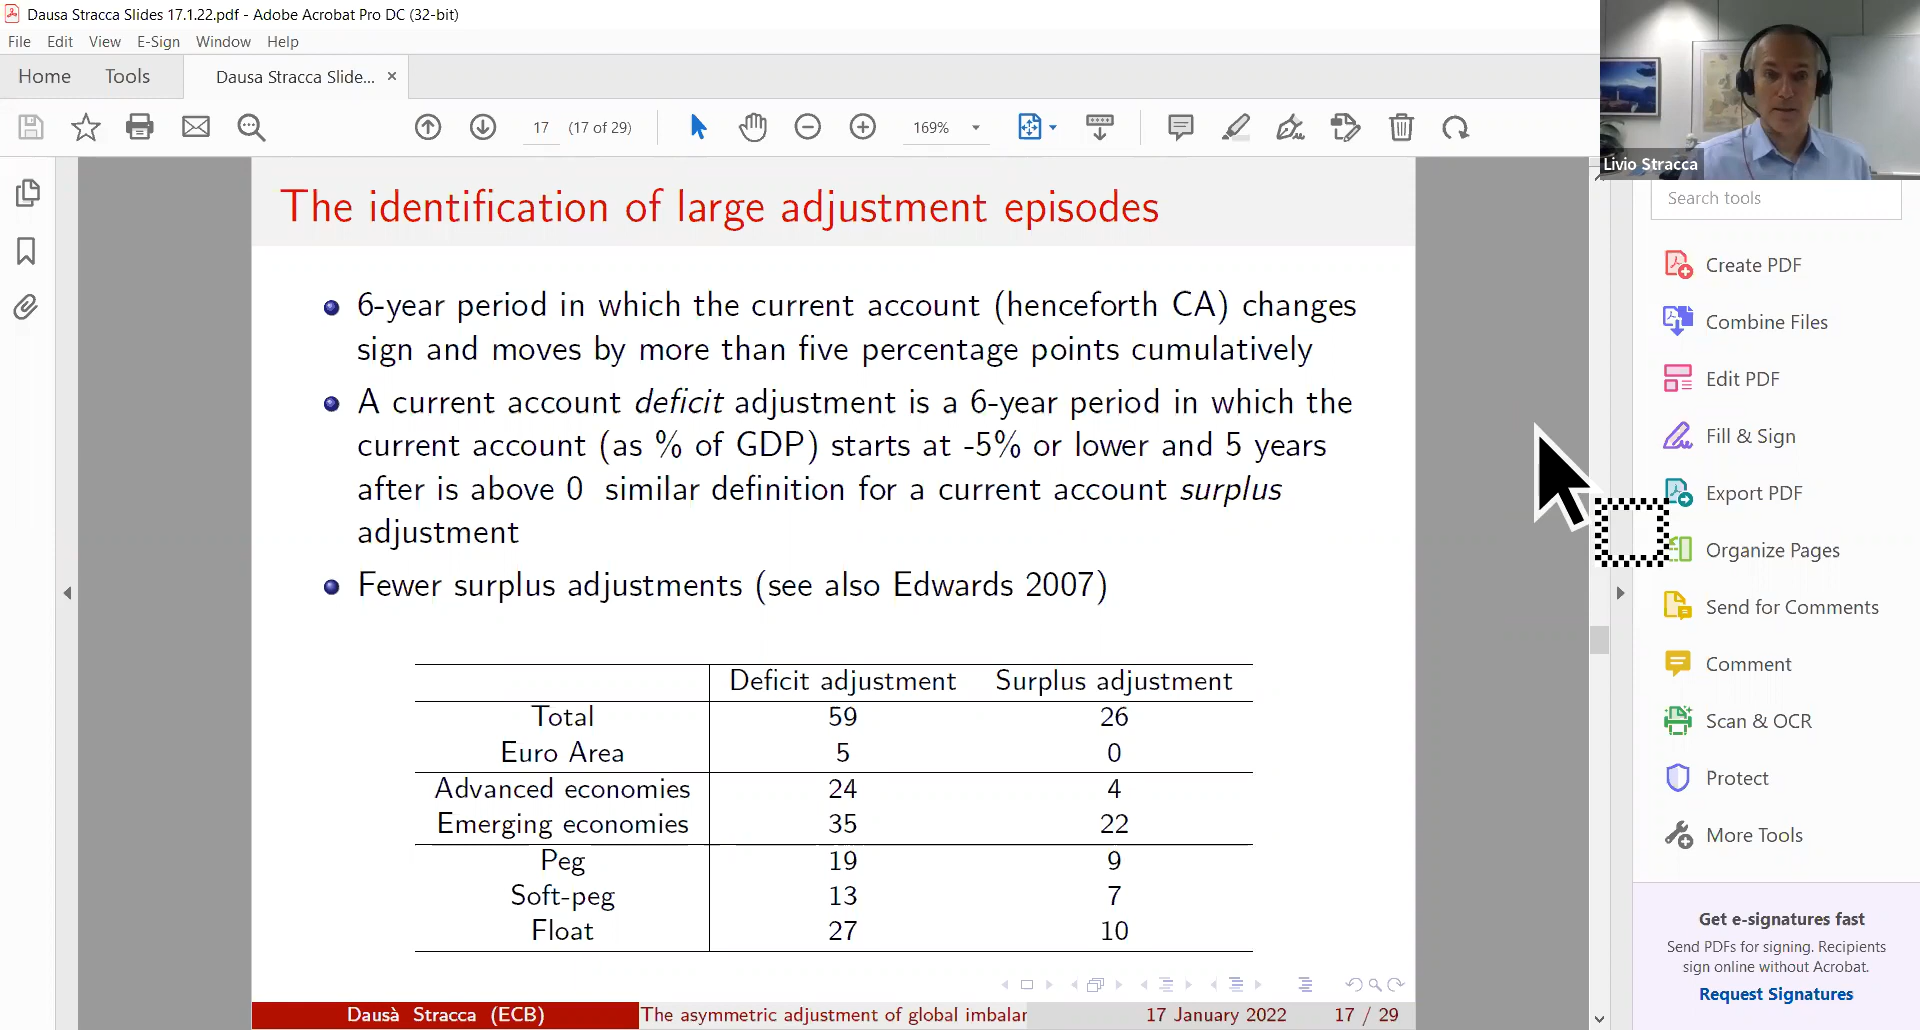 Dausa Stracca Slides 17.1.22.pdf - Adobe Acrobat Pro DC (32-bit)
File Edit View E-Sign Window Help
Home Tools Dausa Stracca Slide... ×
17 (17 of 29) 169%
Livio Stracca
The identification of large adjustment episodes
6-year period in which the current account (henceforth CA) changes
sign and moves by more than five percentage points cumulatively
A current account deficit adjustment is a 6-year period in which the
current account (as % of GDP) starts at -5% or lower and 5 years
after is above 0 similar definition for a current account surplus
adjustment
Fewer surplus adjustments (see also Edwards 2007)
Deficit adjustment Surplus adjustment
Total 59 26
Euro Area 5 0
Advanced economies 24 4
Emerging economies 35 22
Peg 19 9
Soft-peg 13 7
Float 27 10
Dausà Stracca (ECB) The asymmetric adjustment of global imbalar 17 January 2022 17 / 29
Search tools
Create PDF
Combine Files
Edit PDF
Fill & Sign
Export PDF
Organize Pages
Send for Comments
Comment
Scan & OCR
Protect
More Tools
Get e-signatures fast
Send PDFs for signing. Recipients
sign online without Acrobat.
Request Signatures